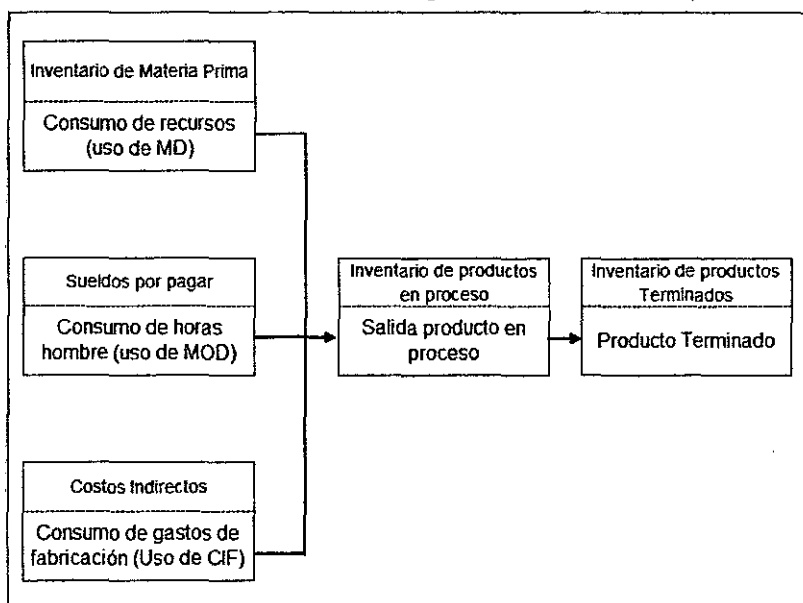 Inventario de Materia Prima
Consumo de recursos
(uso de MD)
Sueldos por pagar
Consumo de horas
hombre (uso de MOD)
Costos Indirectos
Consumo de gastos de
fabricación (Uso de CIF)
Inventario de productos
en proceso
Salida producto en
proceso
Inventario de productos
Terminados
Producto Terminado